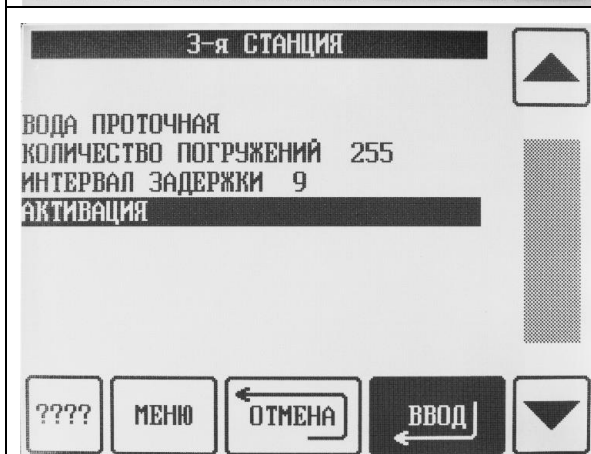 3-я СТАНЦИЯ
ВОДА ПРОТОЧНАЯ
КОЛИЧЕСТВО ПОГРУЖЕНИЙ 255
ИНТЕРВАЛ ЗАДЕРЖКИ 9
АКТИВАЦИЯ
???? МЕНЮ ОТМЕНА ВВОД